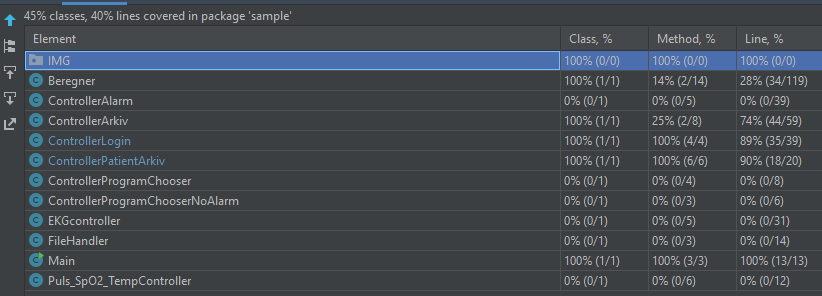 45% classes, 40% lines covered in package 'sample'
Element Class, % Method, % Line, %
IMG 100% (0/0) 100% (0/0) 100% (0/0)
Beregner 100% (1/1) 14% (2/14) 28% (34/119)
ControllerAlarm 0% (0/1) 0% (0/5) 0% (0/39)
ControllerArkiv 100% (1/1) 25% (2/8) 74% (44/59)
ControllerLogin 100% (1/1) 100% (4/4) 89% (35/39)
ControllerPatientArkiv 100% (1/1) 100% (6/6) 90% (18/20)
ControllerProgramChooser 0% (0/1) 0% (0/4) 0% (0/8)
ControllerProgramChooserNoAlarm 0% (0/1) 0% (0/3) 0% (0/6)
EKGcontroller 0% (0/1) 0% (0/5) 0% (0/31)
FileHandler 0% (0/1) 0% (0/3) 0% (0/14)
Main 100% (1/1) 100% (3/3) 100% (13/13)
Puls_SpO2_TempController 0% (0/1) 0% (0/6) 0% (0/12)